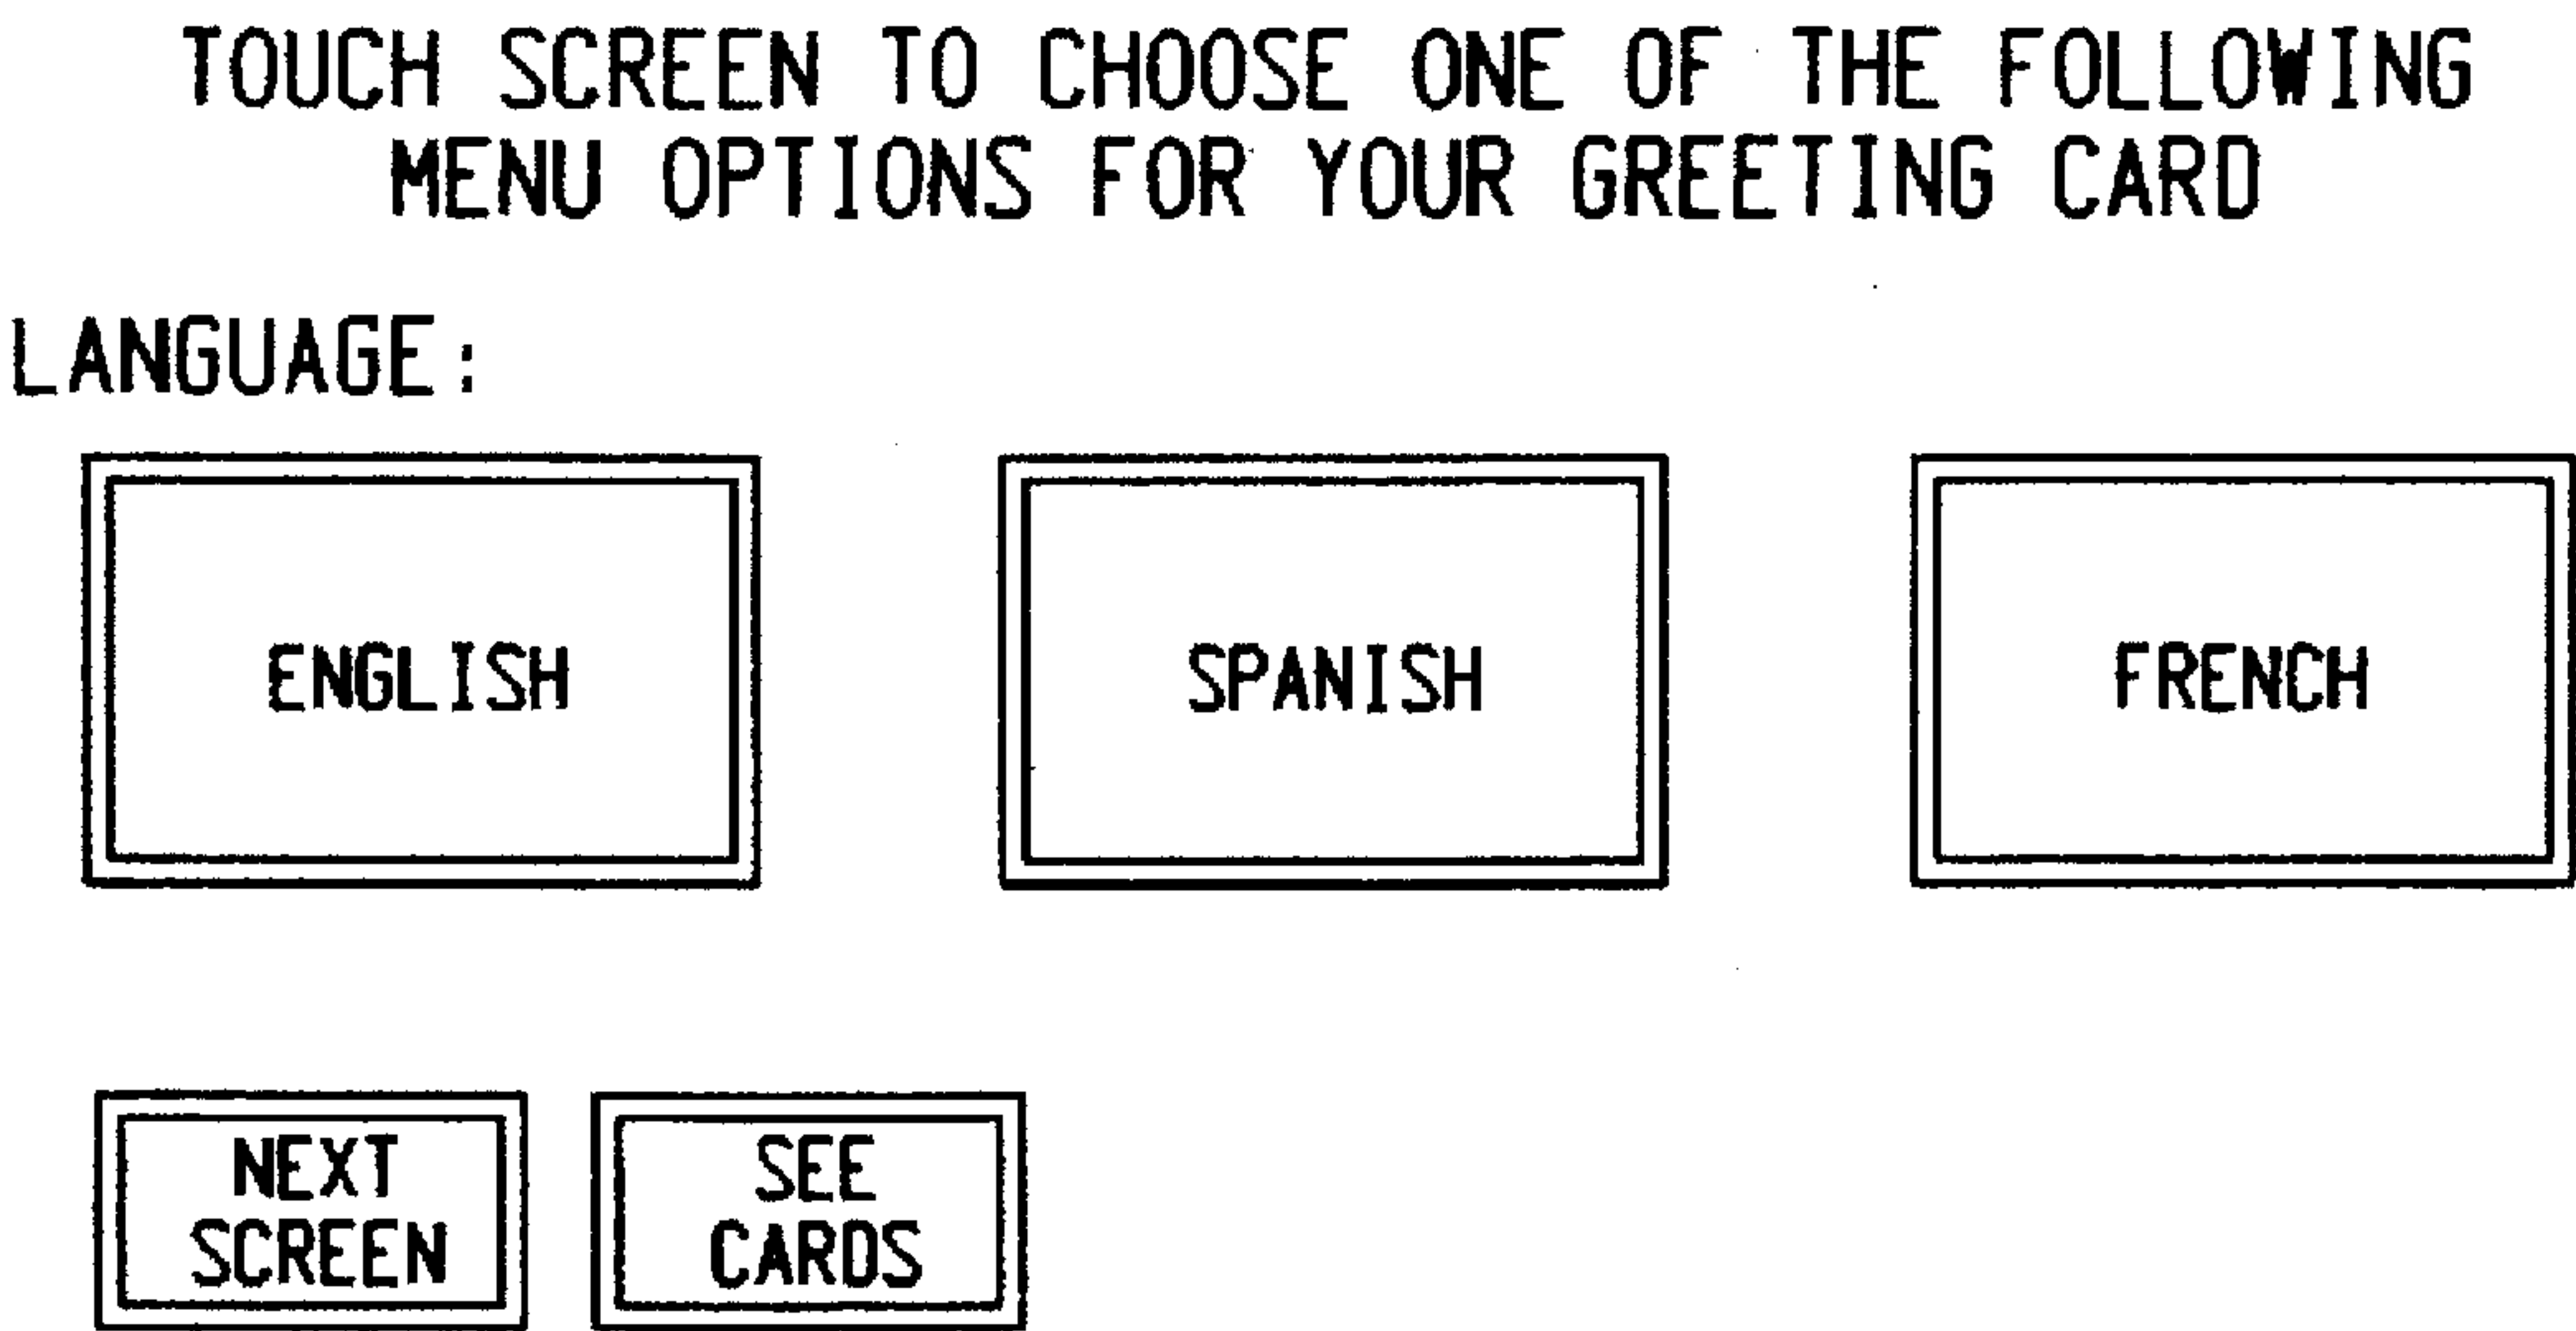 TOUCH SCREEN TO CHOOSE ONE OF THE FOLLOWING
MENU OPTIONS FOR YOUR GREETING CARD
LANGUAGE:
ENGLISH
SPANISH
FRENCH
NEXT
SCREEN
SEE
CARDS